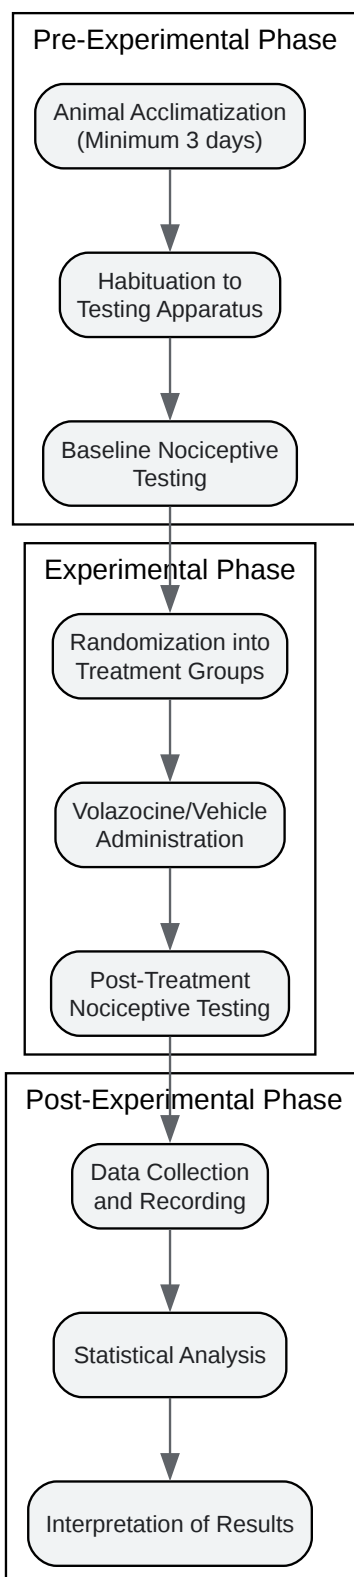 Pre-Experimental Phase
Animal Acclimatization
(Minimum 3 days)
Habituation to
Testing Apparatus
Baseline Nociceptive
Testing
Experimental Phase
Randomization into
Treatment Groups
Volazocine/Vehicle
Administration
Post-Treatment
Nociceptive Testing
Post-Experimental Phase
Data Collection
and Recording
Statistical Analysis
Interpretation of Results